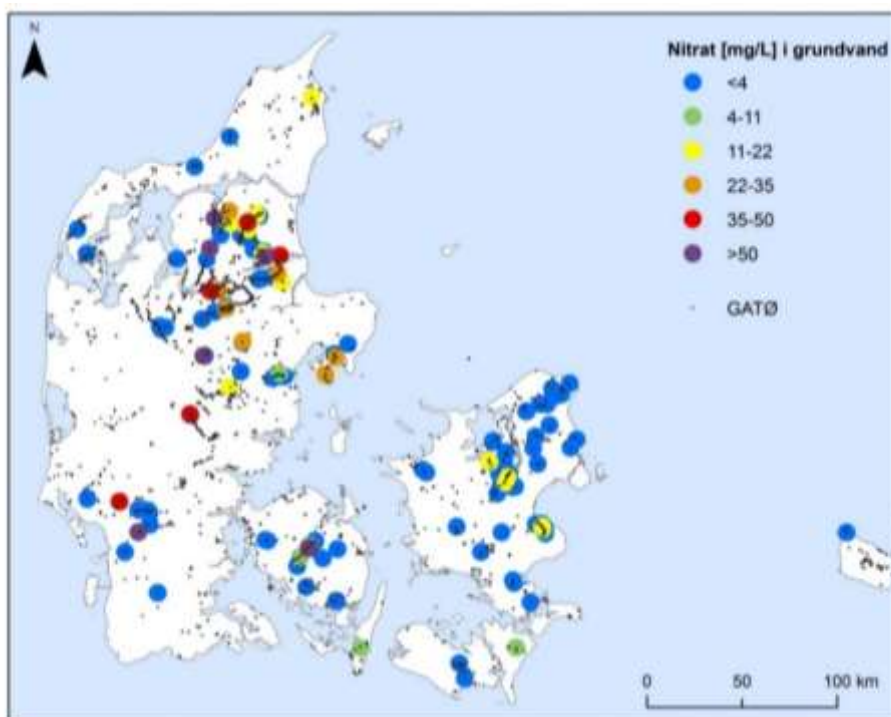 N
Nitrat [mg/L] i grundvand
<4
4-11
11-22
22-35
35-50
>50
GATØ
0 50 100 km